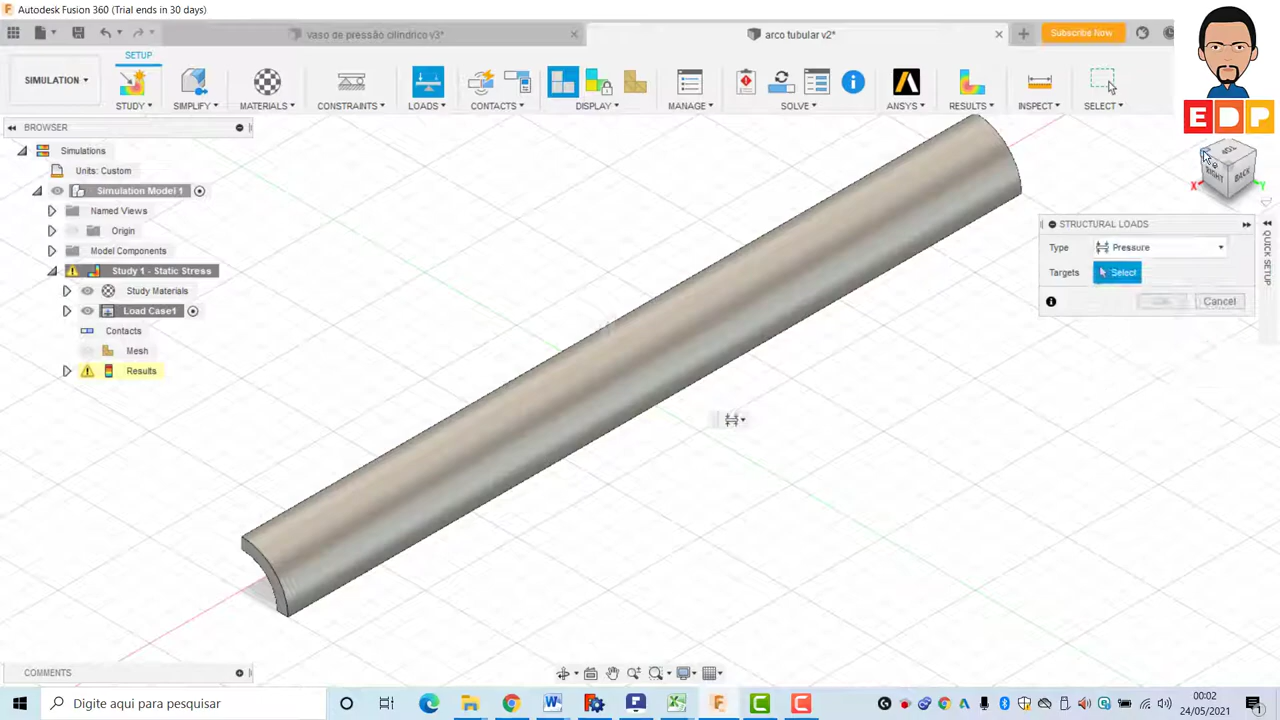 Autodesk Fusion 360 (Trial ends in 30 days)
vaso de pressão cilíndrico v3*
arco tubular v2*
Subscribe Now
SETUP
SIMULATION
STUDY
SIMPLIFY
MATERIALS
CONSTRAINTS
LOADS
CONTACTS
DISPLAY
MANAGE
SOLVE
ANSYS
RESULTS
INSPECT
SELECT
EDP
BROWSER
Simulations
Units: Custom
Simulation Model 1
Named Views
Origin
Model Components
Study 1 - Static Stress
Study Materials
Load Case1
Contacts
Mesh
Results
TOP
RIGHT
BACK
X
Y
STRUCTURAL LOADS
Type
Pressure
Targets
Select
Cancel
QUICK SETUP
COMMENTS
Digite aqui para pesquisar
00:02
24/05/2021